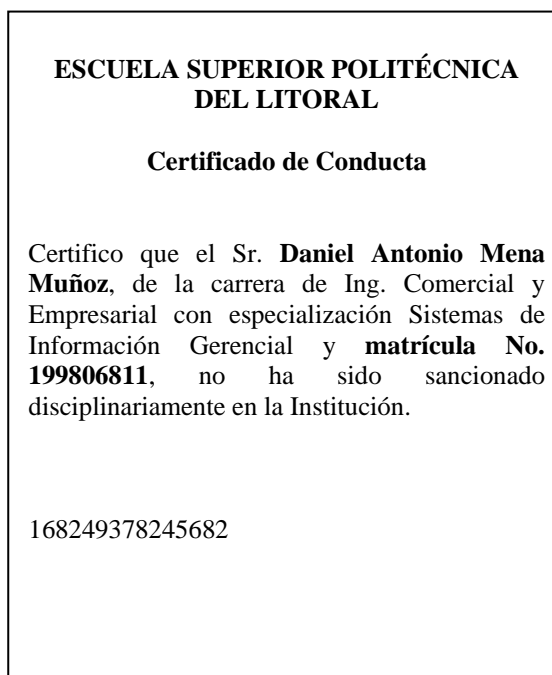 ESCUELA SUPERIOR POLITÉCNICA
DEL LITORAL
Certificado de Conducta
Certifico que el Sr. Daniel Antonio Mena
Muñoz, de la carrera de Ing. Comercial y
Empresarial con especialización Sistemas de
Información Gerencial y matrícula No.
199806811, no ha sido sancionado
disciplinariamente en la Institución.
168249378245682